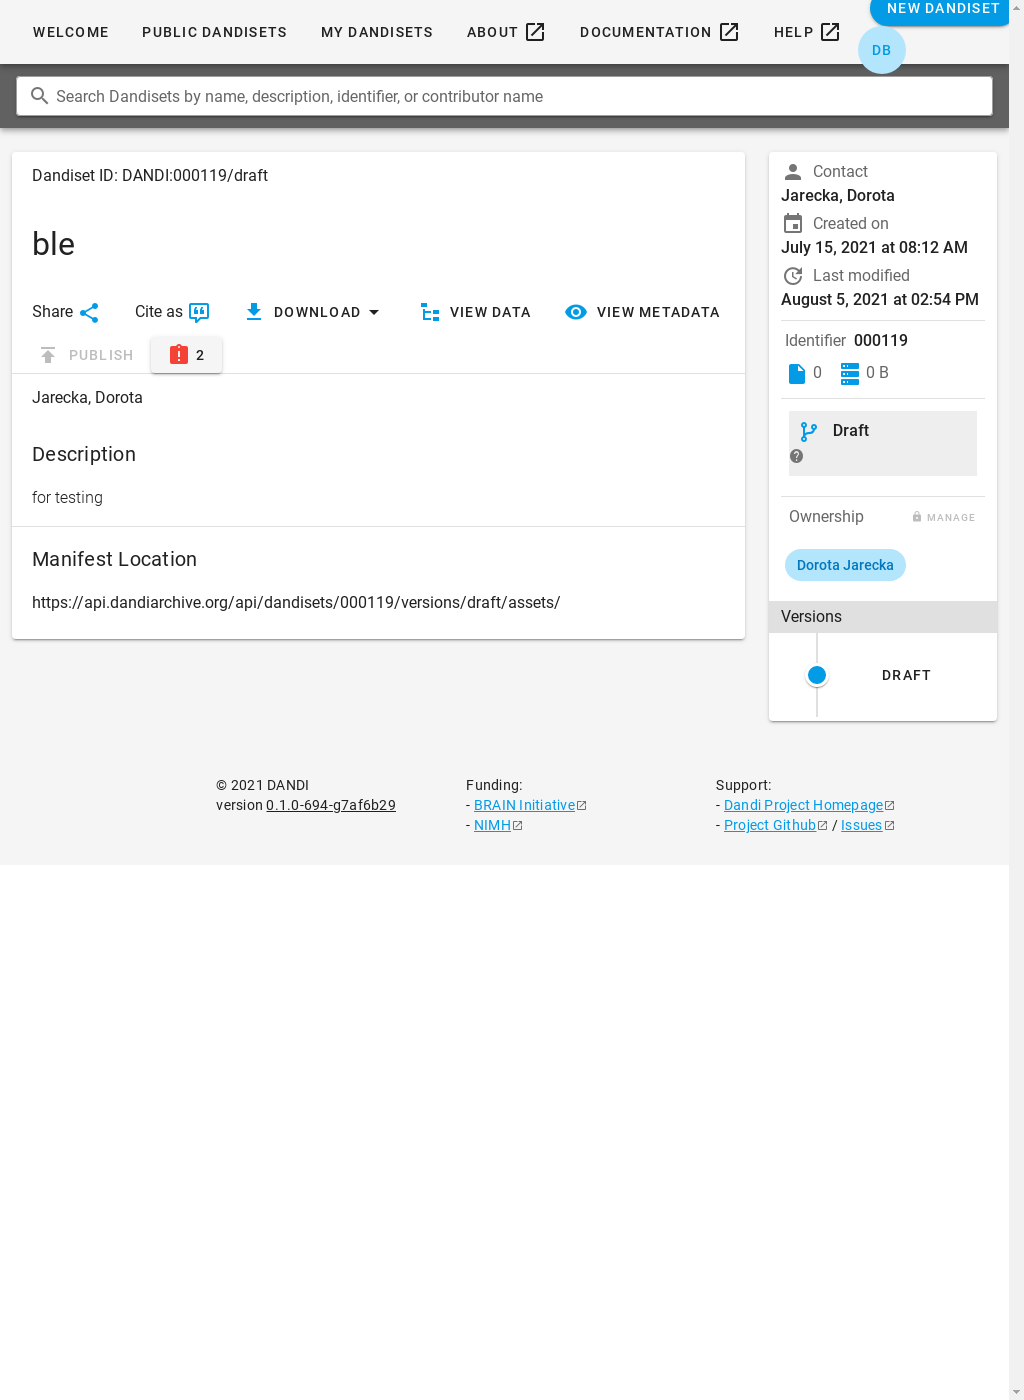 WELCOME PUBLIC DANDISETS MY DANDISETS ABOUT DOCUMENTATION HELP NEW DANDISET
DB
Search Dandisets by name, description, identifier, or contributor name
Dandiset ID: DANDI:000119/draft
ble
Share Cite as DOWNLOAD VIEW DATA VIEW METADATA
PUBLISH 2
Jarecka, Dorota
Description
for testing
Manifest Location
https://api.dandiarchive.org/api/dandisets/000119/versions/draft/assets/
Contact
Jarecka, Dorota
Created on
July 15, 2021 at 08:12 AM
Last modified
August 5, 2021 at 02:54 PM
Identifier 000119
0 0 B
Draft
Ownership MANAGE
Dorota Jarecka
Versions
DRAFT
© 2021 DANDI
version 0.1.0-694-g7af6b29
Funding:
- BRAIN Initiative
- NIMH
Support:
- Dandi Project Homepage
- Project Github / Issues